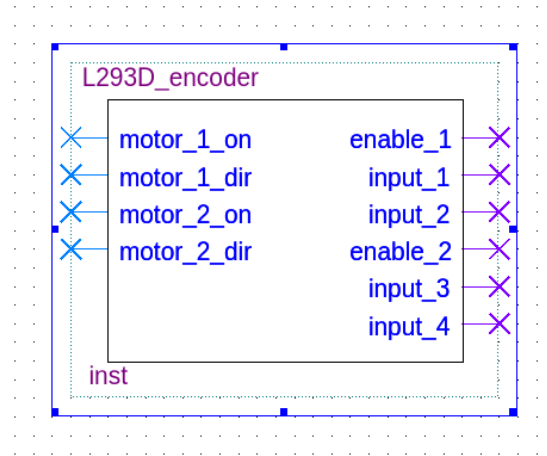 L293D_encoder
motor_1_on enable_1
motor_1_dir input_1
motor_2_on input_2
motor_2_dir enable_2
input_3
input_4
inst